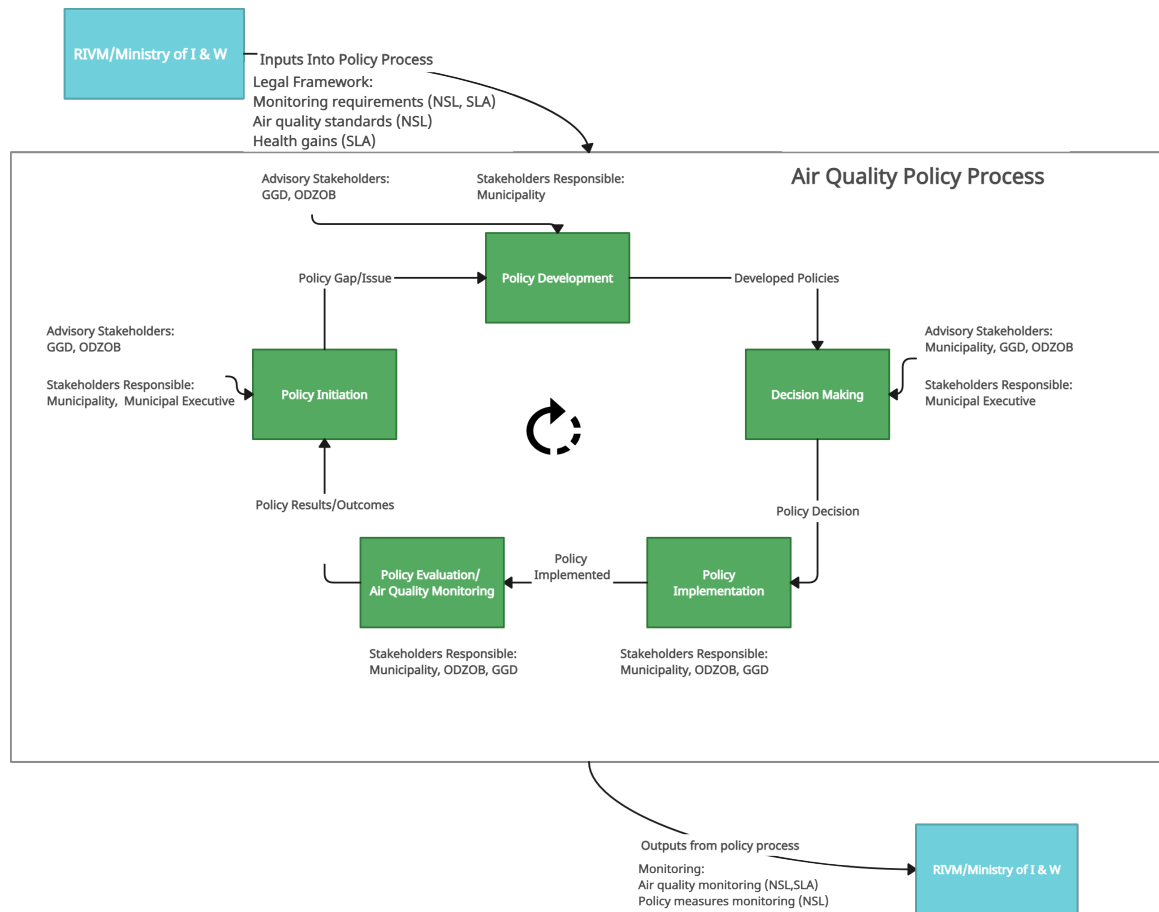 RIVM/Ministry of I & W
Inputs Into Policy Process
Legal Framework:
Monitoring requirements (NSL, SLA)
Air quality standards (NSL)
Health gains (SLA)
Air Quality Policy Process
Advisory Stakeholders:
GGD, ODZOB
Stakeholders Responsible:
Municipality
Policy Gap/Issue
Policy Development
Developed Policies
Advisory Stakeholders:
GGD, ODZOB
Stakeholders Responsible:
Municipality, Municipal Executive
Policy Initiation
Decision Making
Advisory Stakeholders:
Municipality, GGD, ODZOB
Stakeholders Responsible:
Municipal Executive
Policy Results/Outcomes
Policy Decision
Policy Evaluation/
Air Quality Monitoring
Policy
Implemented
Policy
Implementation
Stakeholders Responsible:
Municipality, ODZOB, GGD
Stakeholders Responsible:
Municipality, ODZOB, GGD
Outputs from policy process
Monitoring:
Air quality monitoring (NSL,SLA)
Policy measures monitoring (NSL)
RIVM/Ministry of I & W